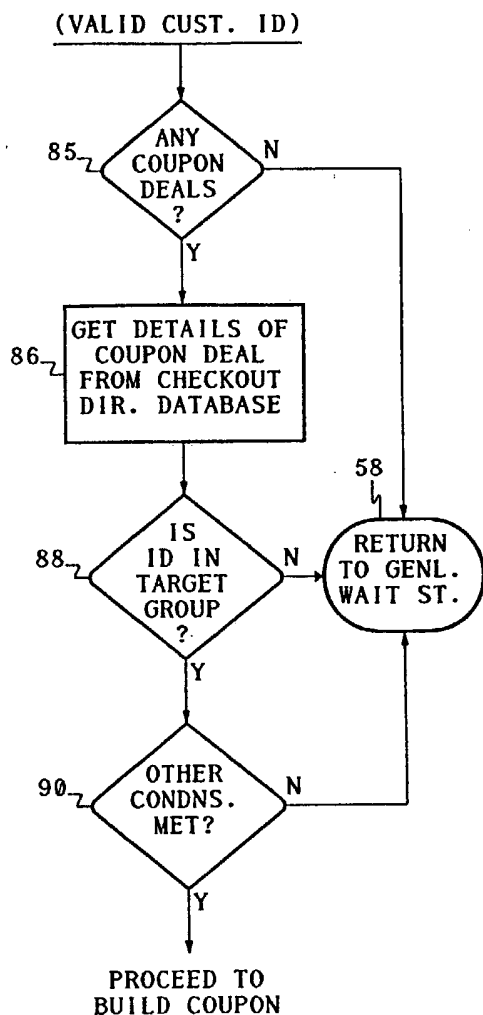 (VALID CUST. ID)
85
ANY
COUPON
DEALS
?
N
Y
86
GET DETAILS OF
COUPON DEAL
FROM CHECKOUT
DIR. DATABASE
58
RETURN
TO GENL.
WAIT ST.
88
IS
ID IN
TARGET
GROUP
?
N
Y
90
OTHER
CONDNS.
MET?
N
Y
PROCEED TO
BUILD COUPON